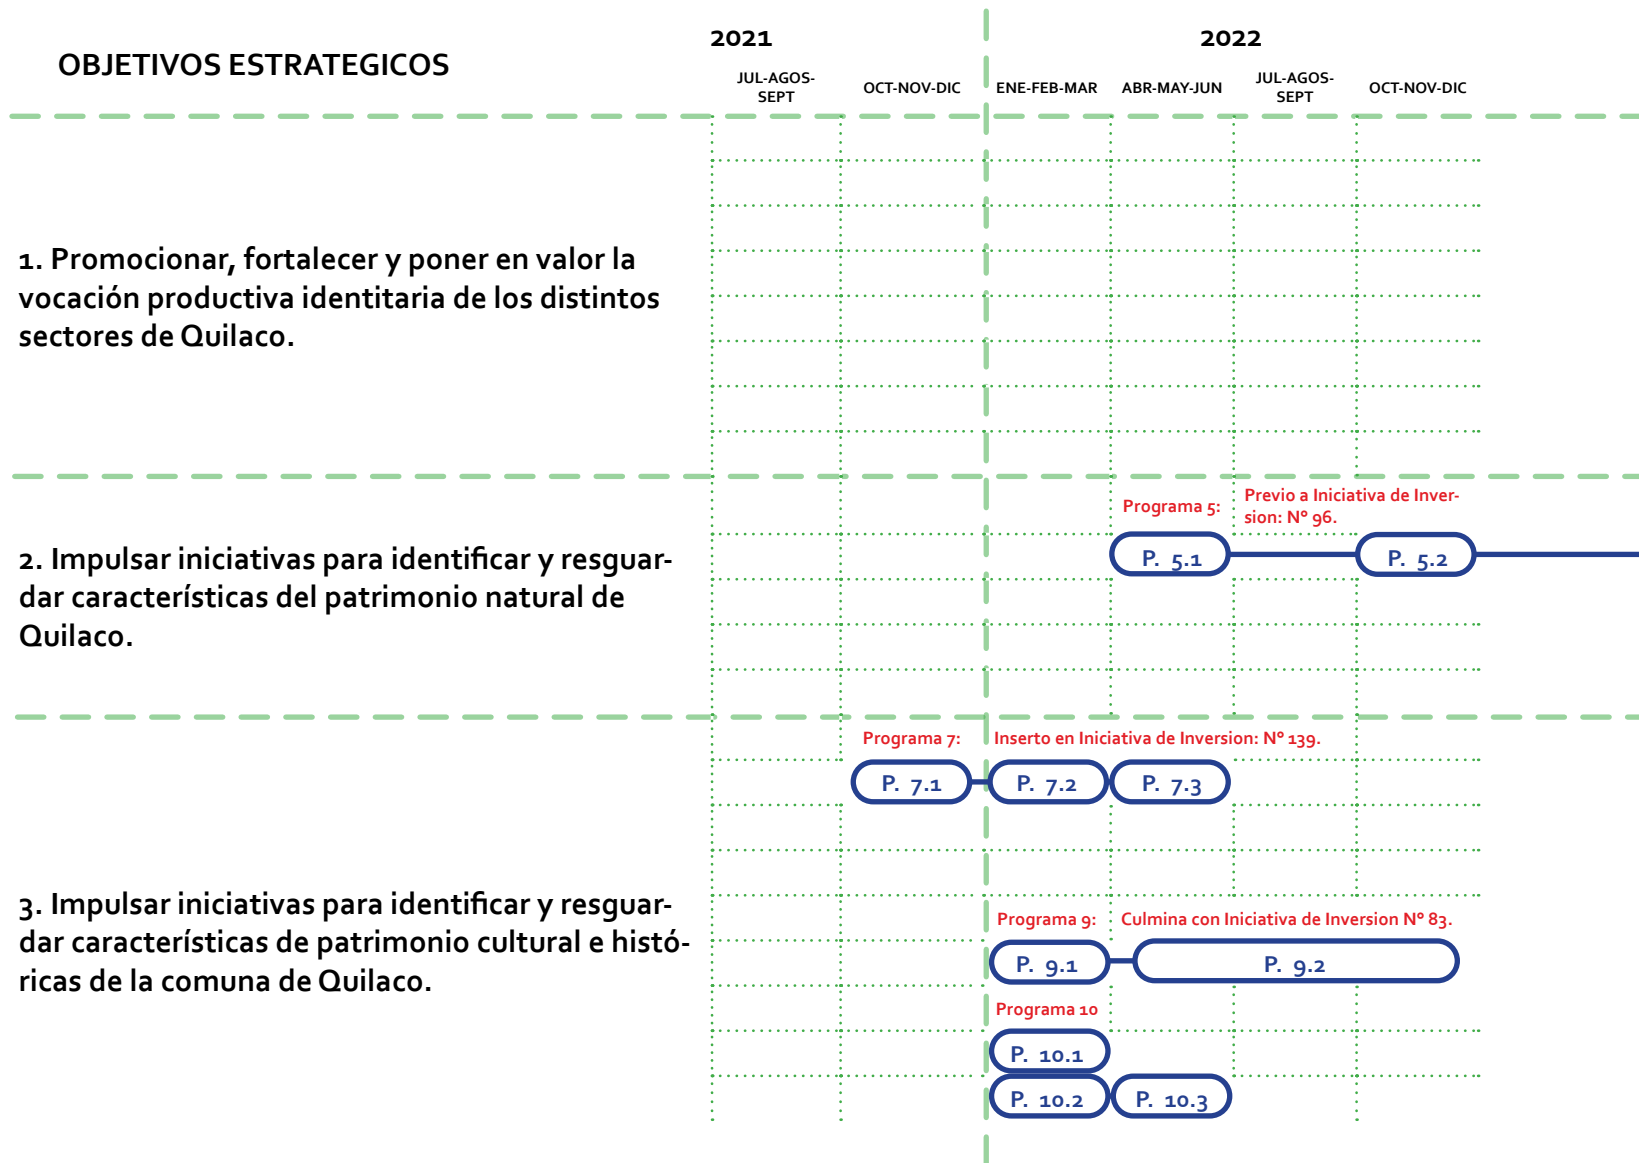 OBJETIVOS ESTRATEGICOS
2021
2022
JUL-AGOS-
SEPT
OCT-NOV-DIC
ENE-FEB-MAR
ABR-MAY-JUN
JUL-AGOS-
SEPT
OCT-NOV-DIC
1. Promocionar, fortalecer y poner en valor la
vocación productiva identitaria de los distintos
sectores de Quilaco.
2. Impulsar iniciativas para identificar y resguar-
dar características del patrimonio natural de
Quilaco.
Programa 5:
Previo a Iniciativa de Inver-
sion: Nº 96.
P. 5.1
P. 5.2
3. Impulsar iniciativas para identificar y resguar-
dar características de patrimonio cultural e histó-
ricas de la comuna de Quilaco.
Programa 7:
Inserto en Iniciativa de Inversion: Nº 139.
P. 7.1
P. 7.2
P. 7.3
Programa 9:
Culmina con Iniciativa de Inversion Nº 83.
P. 9.1
P. 9.2
Programa 10
P. 10.1
P. 10.2
P. 10.3